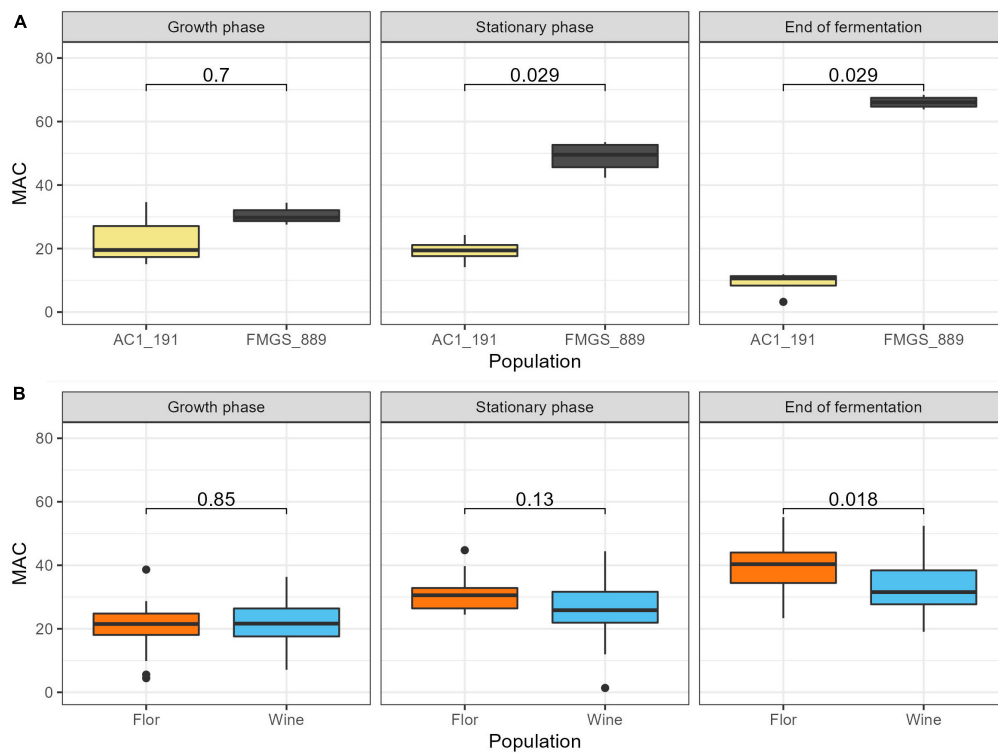 A
Growth phase Stationary phase End of fermentation
80
0.7 0.029 0.029
60
MAC
40
20
0
AC1_191 FMGS_889 AC1_191 FMGS_889 AC1_191 FMGS_889
Population
B
Growth phase Stationary phase End of fermentation
80
60
0.85 0.13 0.018
MAC
40
20
0
Flor Wine Flor Wine Flor Wine
Population